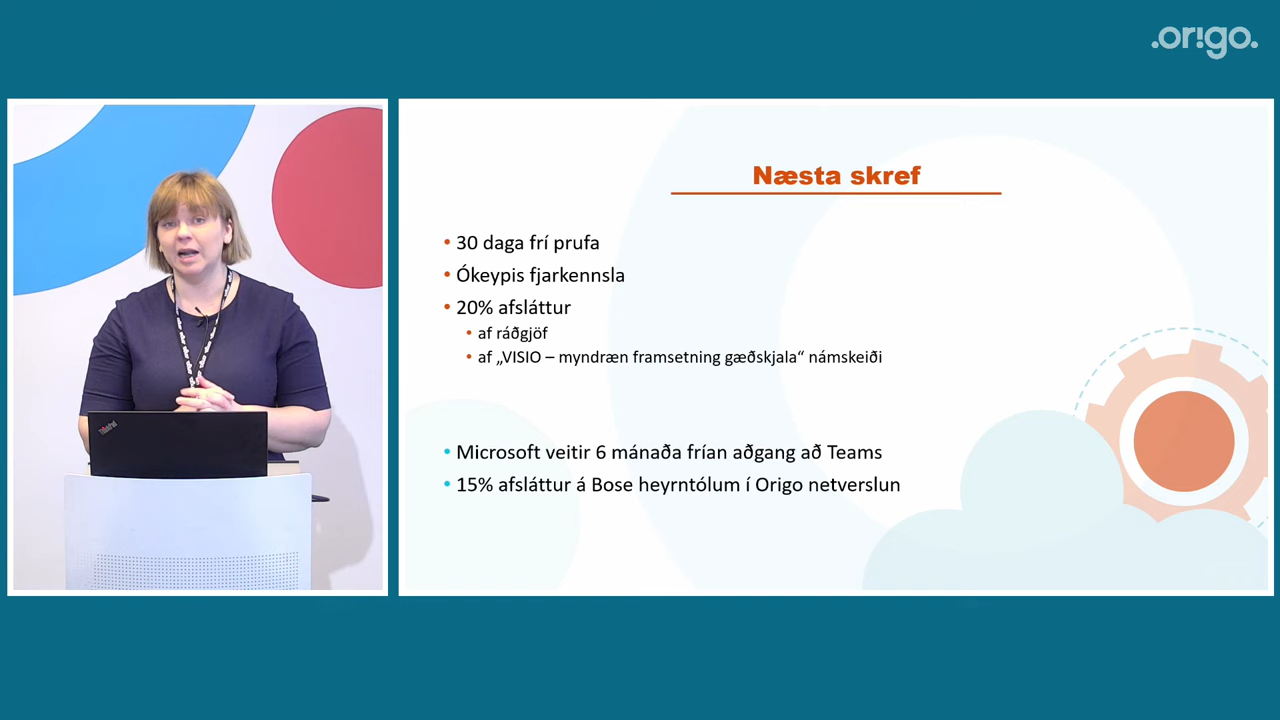 .origo.
Næsta skref
• 30 daga frí prufa
• Ókeypis fjarkennsla
• 20% afsláttur
• af ráðgjöf
• af „VISIO – myndræn framsetning gæðskjala“ námskeiði
• Microsoft veitir 6 mánaða frían aðgang að Teams
• 15% afsláttur á Bose heyrntólum í Origo netverslun
ThinkPad